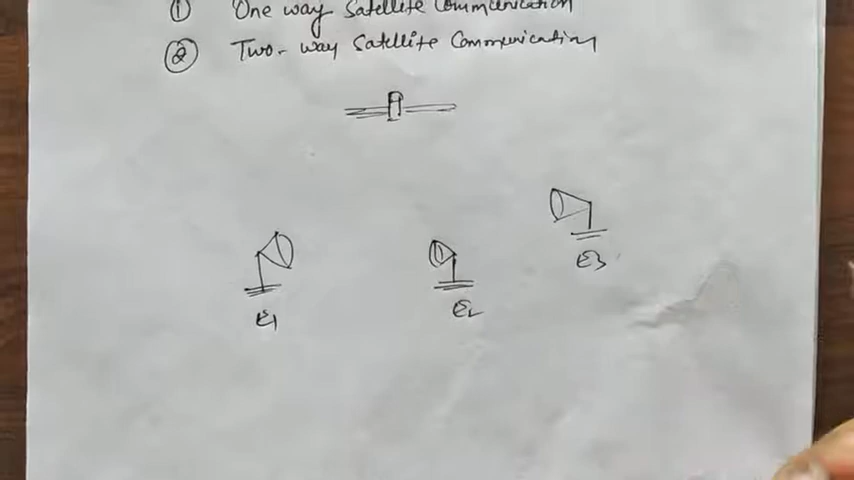 ① One way Satellite Communication
② Two-way Satellite Communication
E3
E1
E2